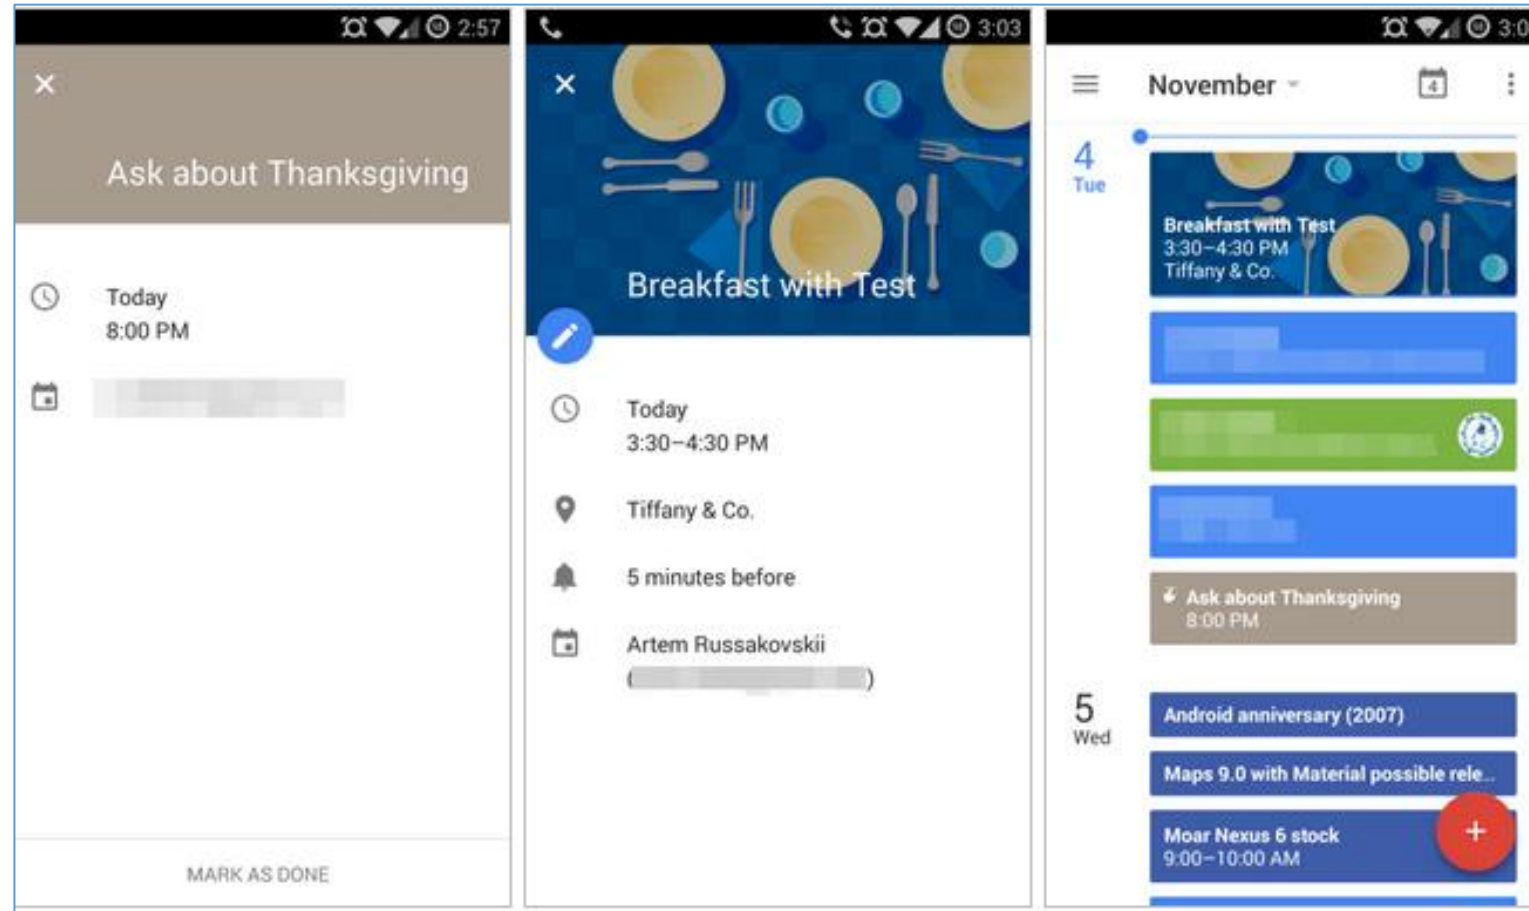 2:57
Ask about Thanksgiving
Today
8:00 PM
MARK AS DONE
3:03
Breakfast with Test
Today
3:30–4:30 PM
Tiffany & Co.
5 minutes before
Artem Russakovskii
( )
3:0
November
4
4
Tue
Breakfast with Test
3:30–4:30 PM
Tiffany & Co.
Ask about Thanksgiving
8:00 PM
5
Wed
Android anniversary (2007)
Maps 9.0 with Material possible rele...
Moar Nexus 6 stock
9:00–10:00 AM